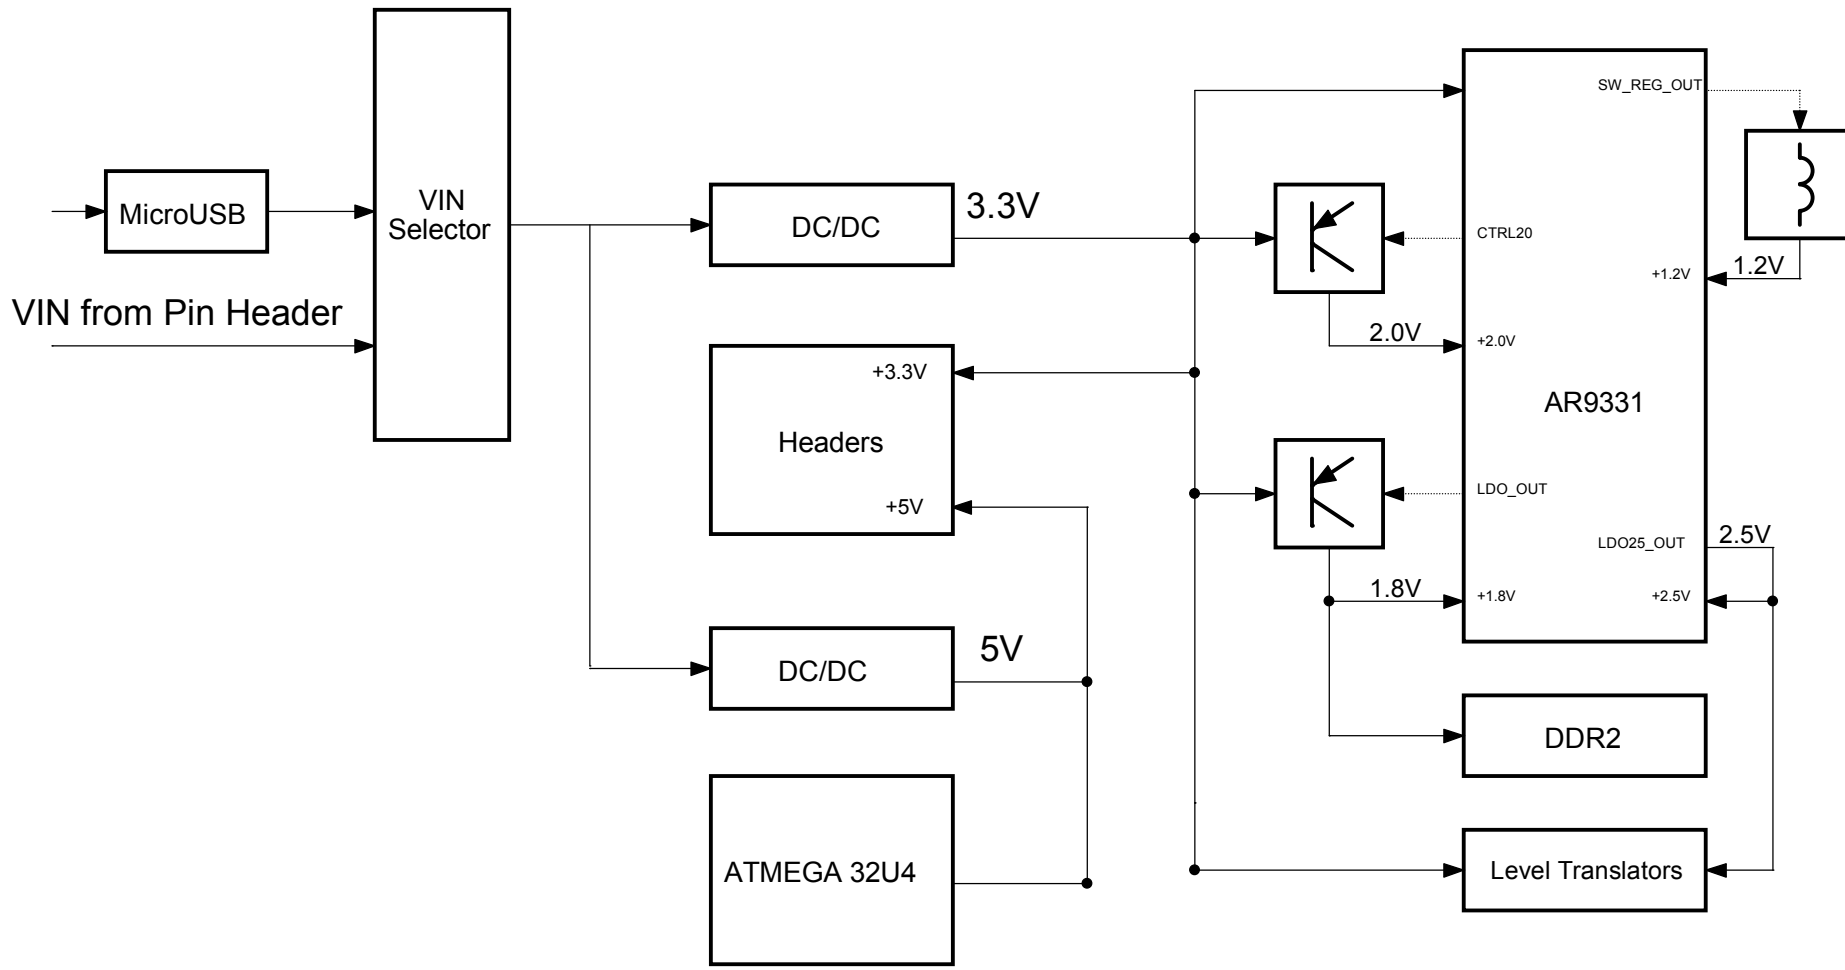 SW_REG_OUT
MicroUSB
VIN
Selector
DC/DC
3.3V
CTRL20
+1.2V
1.2V
VIN from Pin Header
2.0V
+2.0V
+3.3V
AR9331
Headers
LDO_OUT
+5V
LDO25_OUT
2.5V
1.8V
+1.8V
+2.5V
DC/DC
5V
DDR2
ATMEGA 32U4
Level Translators